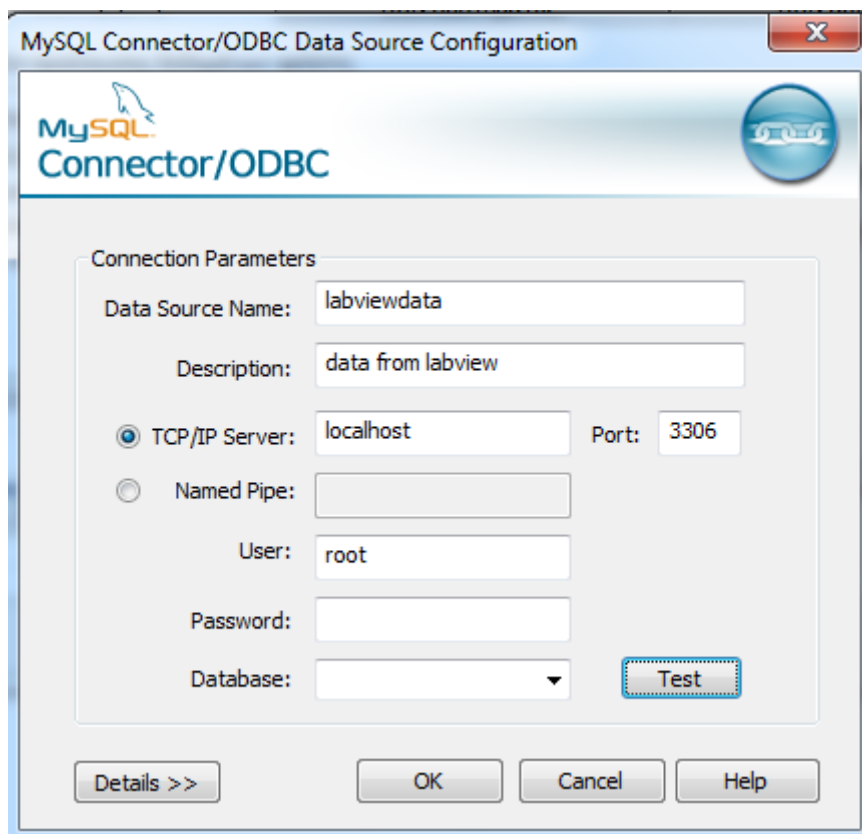 MySQL Connector/ODBC Data Source Configuration
MySQL
Connector/ODBC
Connection Parameters
Data Source Name: labviewdata
Description: data from labview
TCP/IP Server: localhost Port: 3306
Named Pipe:
User: root
Password:
Database:
Test
Details >> OK Cancel Help